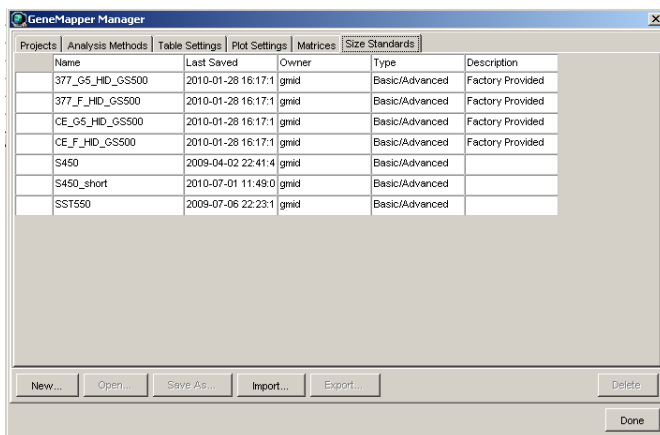 GeneMapper Manager
Projects Analysis Methods Table Settings Plot Settings Matrices Size Standards
Name Last Saved Owner Type Description
377_G5_HID_GS500 2010-01-28 16:17:1 gmid Basic/Advanced Factory Provided
377_F_HID_GS500 2010-01-28 16:17:1 gmid Basic/Advanced Factory Provided
CE_G5_HID_GS500 2010-01-28 16:17:1 gmid Basic/Advanced Factory Provided
CE_F_HID_GS500 2010-01-28 16:17:1 gmid Basic/Advanced Factory Provided
S450 2009-04-02 22:41:4 gmid Basic/Advanced
S450_short 2010-07-01 11:49:0 gmid Basic/Advanced
SST550 2009-07-06 22:23:1 gmid Basic/Advanced
New... Open... Save As... Import... Export... Delete
Done